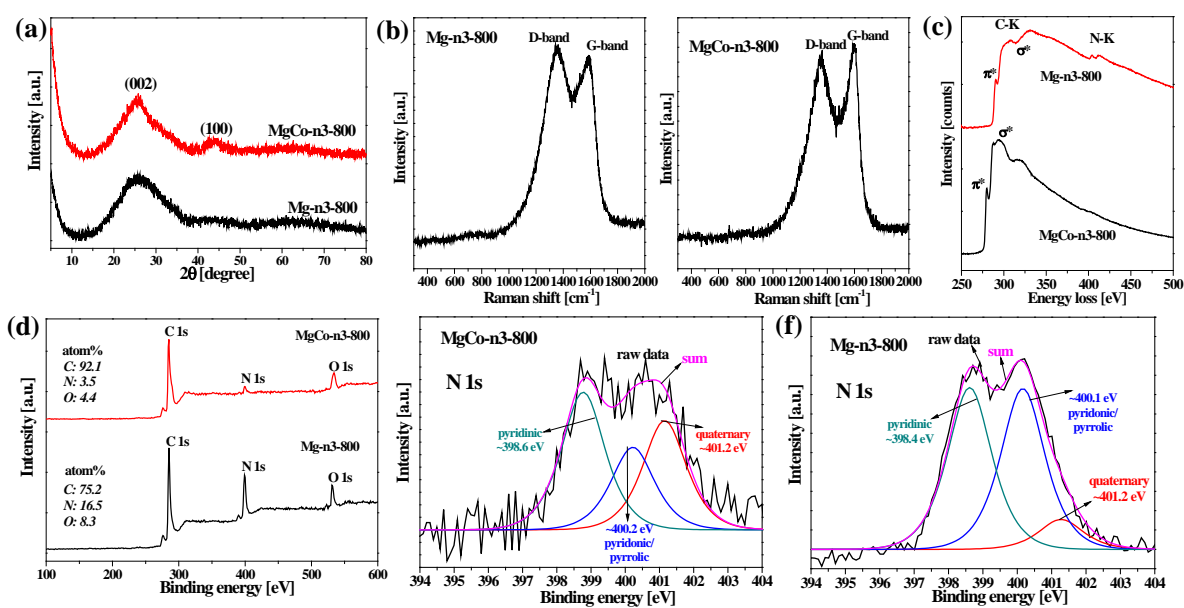 (a)
(002)
(100)
MgCo-n3-800
Mg-n3-800
Intensity [a.u.]
10 20 30 40 50 60 70 80
2θ [degree]
(b)
Mg-n3-800
D-band
G-band
Intensity [a.u.]
400 600 800 1000 1200 1400 1600 1800 2000
Raman shift [cm-1]
MgCo-n3-800
D-band
G-band
Intensity [a.u.]
400 600 800 1000 1200 1400 1600 1800 2000
Raman shift [cm-1]
(c)
C-K
N-K
π*
σ*
Mg-n3-800
σ*
π*
MgCo-n3-800
Intensity [counts]
250 300 350 400 450 500
Energy loss [eV]
(d)
C 1s
MgCo-n3-800
atom%
C: 92.1
N: 3.5
O: 4.4
N 1s
O 1s
C 1s
Mg-n3-800
N 1s
O 1s
atom%
C: 75.2
N: 16.5
O: 8.3
Intensity [a.u.]
100 200 300 400 500 600
Binding energy [eV]
MgCo-n3-800
N 1s
raw data
sum
pyridinic
~398.6 eV
quaternary
~401.2 eV
~400.2 eV
pyridonic/
pyrrolic
Intensity [a.u.]
394 395 396 397 398 399 400 401 402 403 404
Binding energy [eV]
(f)
Mg-n3-800
N 1s
raw data
sum
~400.1 eV
pyridonic/
pyrrolic
pyridinic
~398.4 eV
quaternary
~401.2 eV
Intensity [a.u.]
394 395 396 397 398 399 400 401 402 403 404
Binding energy [eV]